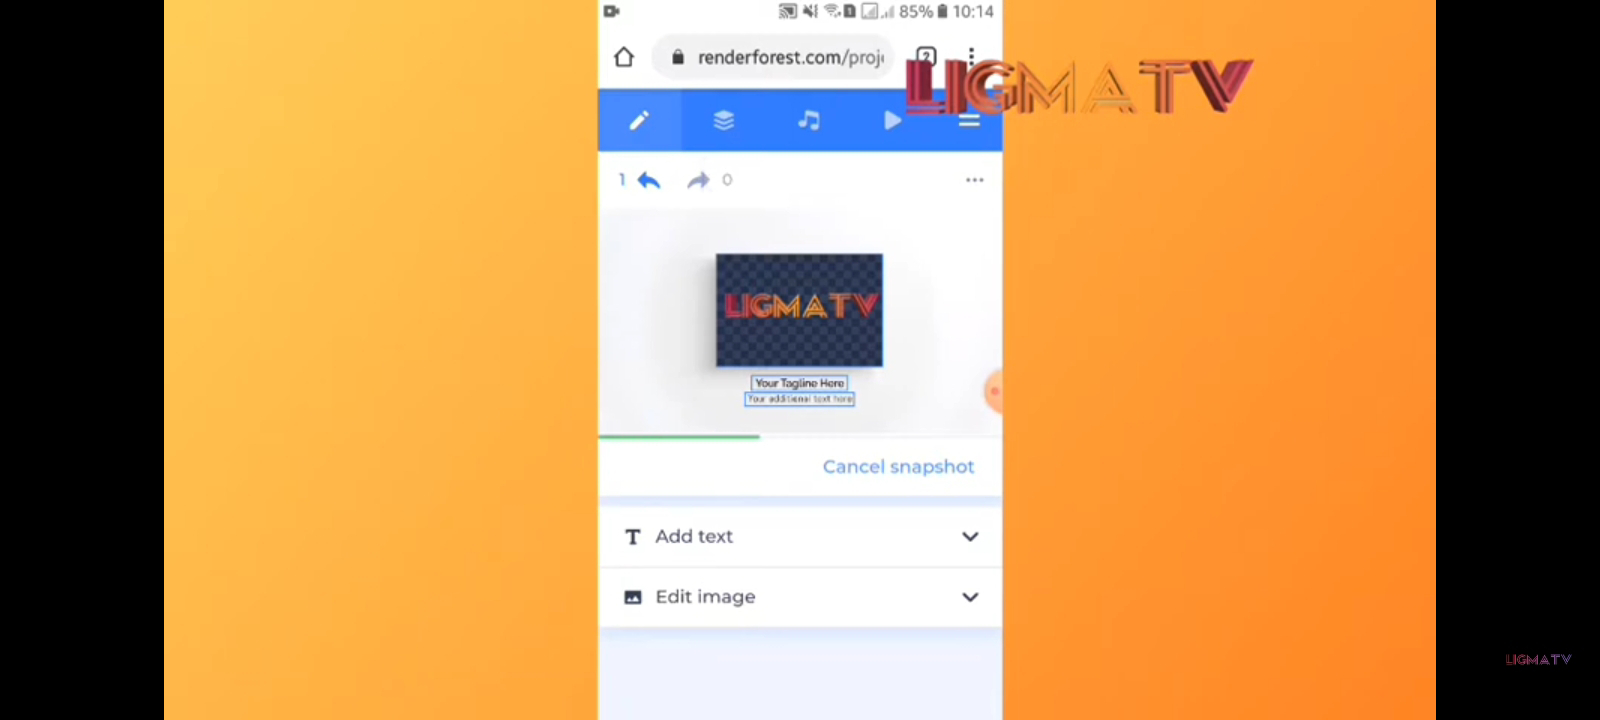 85% 10:14
renderforest.com/proj
2
LIGMATV
1
0
LIGMATV
Your Tagline Here
Your additional text here
Cancel snapshot
Add text
Edit image
LIGMATV